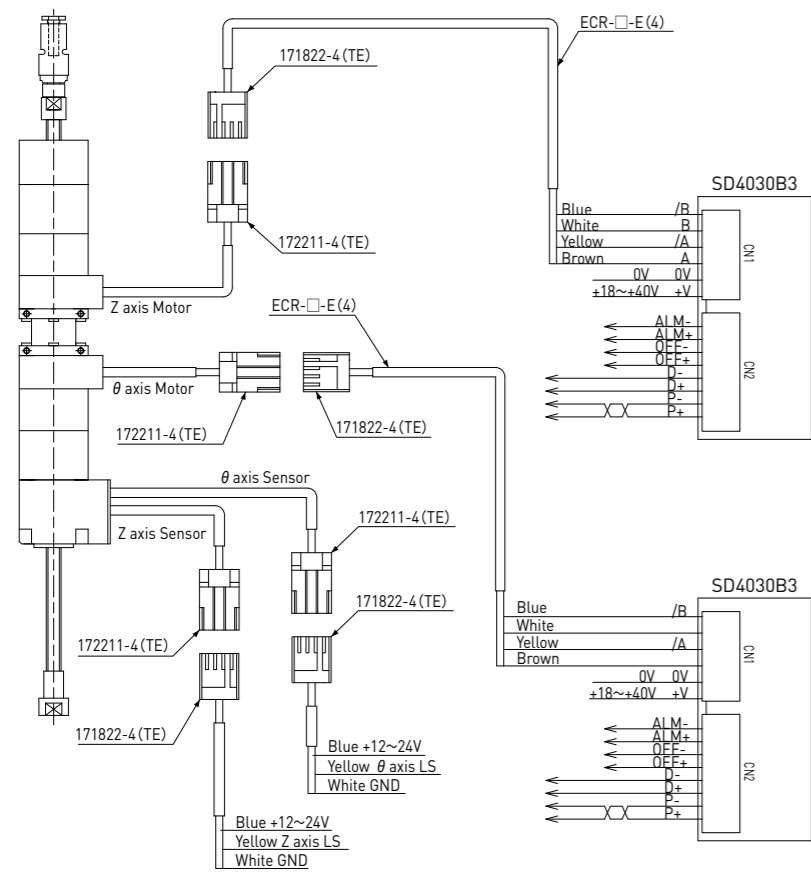 ECR-□-E(4)
171822-4(TE)
SD4030B3
Blue /B
White B
Yellow /A
Brown A
CN1
172211-4(TE)
0V 0V
+18~+40V +V
Z axis Motor
ECR-□-E(4)
ALM-
ALM+
OFF-
OFF+
D-
D+
P-
P+
CN2
θ axis Motor
172211-4(TE)
171822-4(TE)
θ axis Sensor
Z axis Sensor
172211-4(TE)
SD4030B3
171822-4(TE)
Blue /B
White
Yellow /A
Brown
CN1
172211-4(TE)
0V 0V
+18~+40V +V
171822-4(TE)
ALM-
ALM+
OFF-
OFF+
D-
D+
P-
P+
CN2
Blue +12~24V
Yellow θ axis LS
White GND
Blue +12~24V
Yellow Z axis LS
White GND